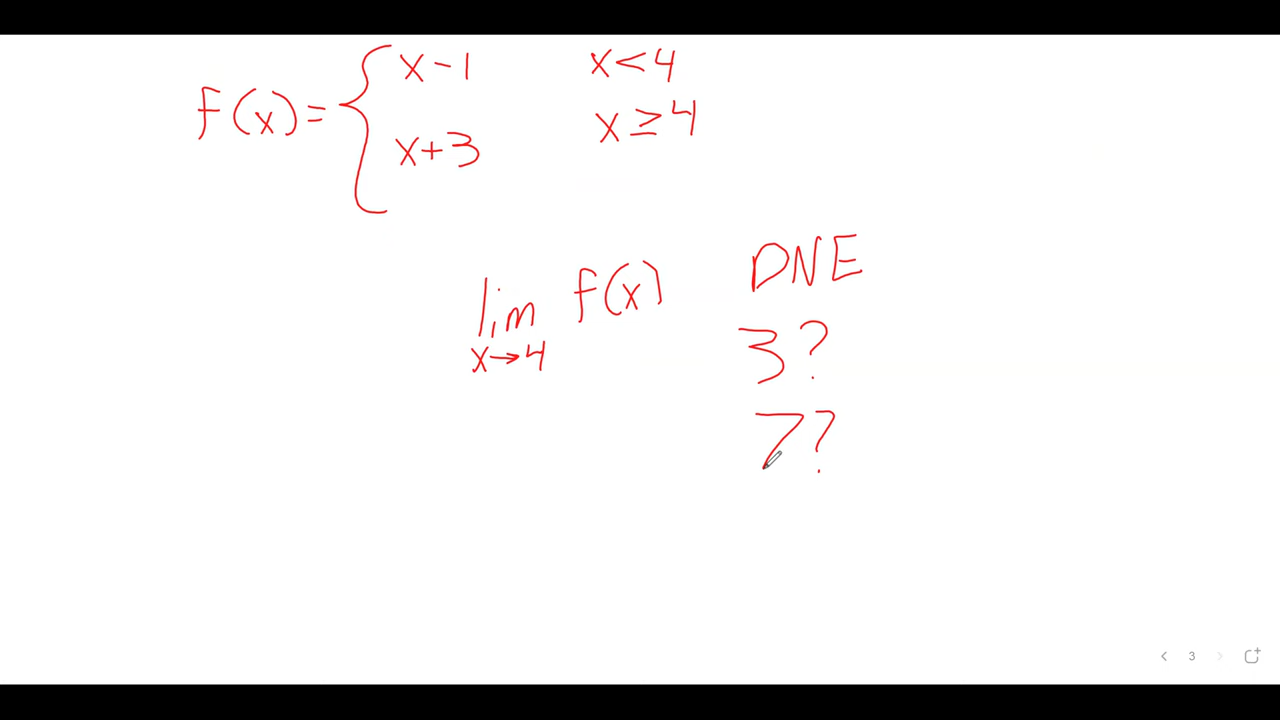 f(x) = { x - 1   x < 4
x + 3   x ≥ 4
lim x→4 f(x)   DNE
3?
7?
3